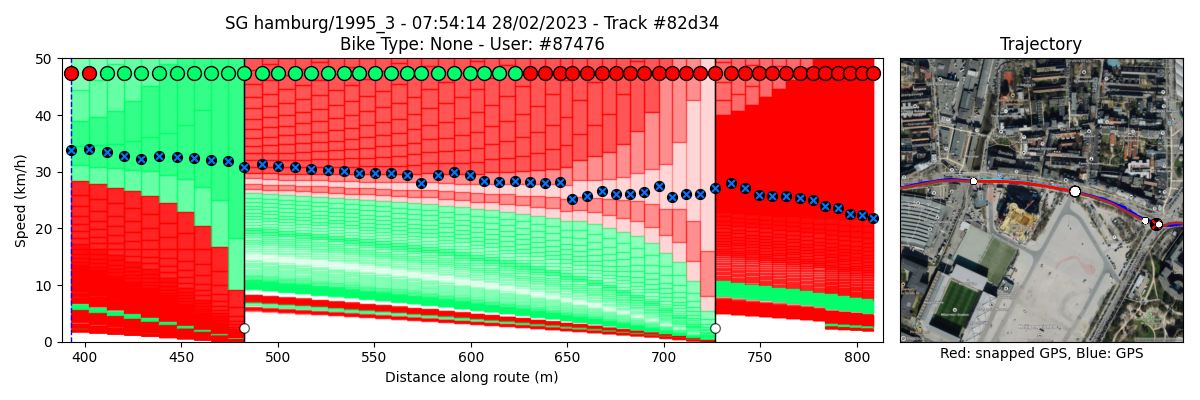 SG hamburg/1995_3 - 07:54:14 28/02/2023 - Track #82d34
Bike Type: None - User: #87476
Trajectory
50
40
30
20
10
0
Speed (km/h)
400 450 500 550 600 650 700 750 800
Distance along route (m)
Red: snapped GPS, Blue: GPS